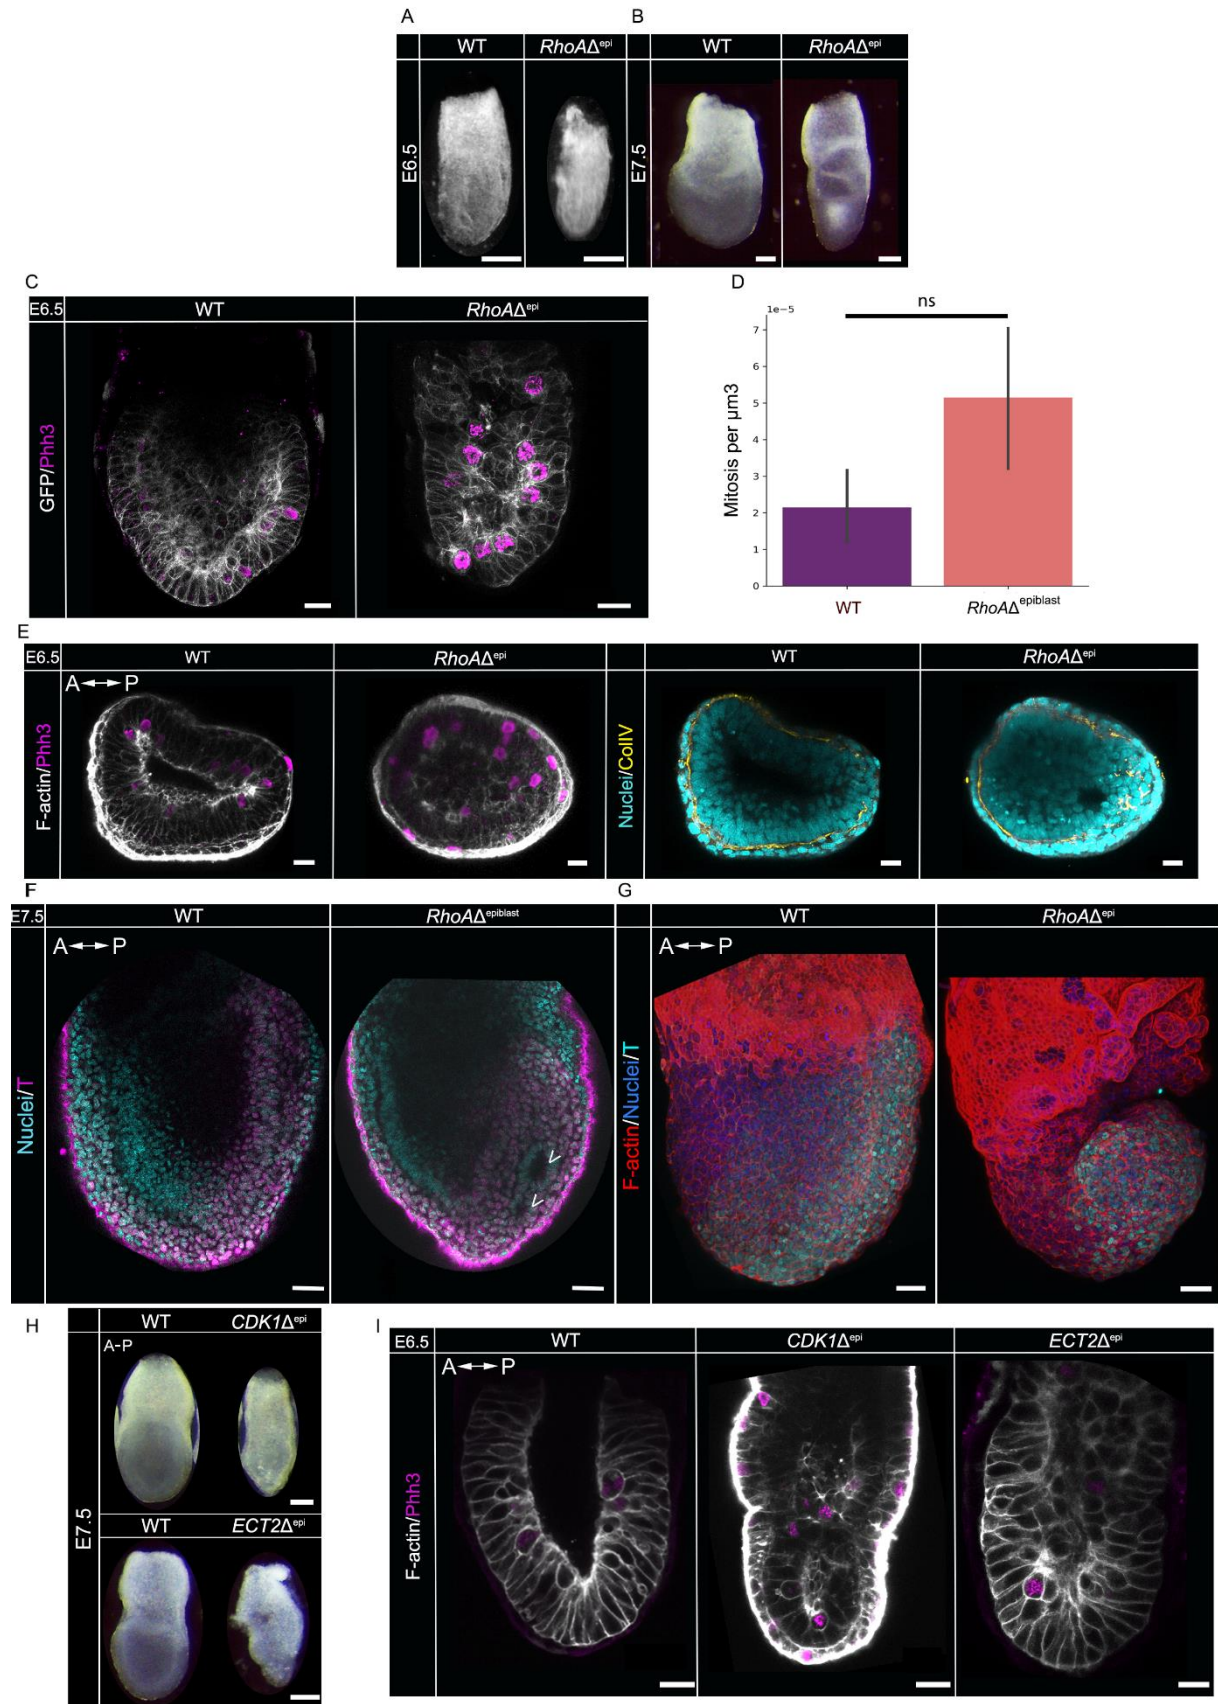 A
B
WT
RhoAΔepi
WT
RhoAΔepi
E6.5
E7.5
C
D
E6.5
WT
RhoAΔepi
GFP/Phh3
1e−5
ns
7
6
5
4
3
2
1
0
Mitosis per µm3
WT
RhoAΔepiblast
E
E6.5
WT
RhoAΔepi
WT
RhoAΔepi
A P
F-actin/Phh3
Nuclei/ColIV
F
G
E7.5
WT
RhoAΔepiblast
WT
RhoAΔepi
A P
A P
Nuclei/T
F-actin/Nuclei/T
H
WT
CDK1Δepi
A-P
E7.5
WT
ECT2Δepi
I
E6.5
WT
CDK1Δepi
ECT2Δepi
A P
F-actin/Phh3